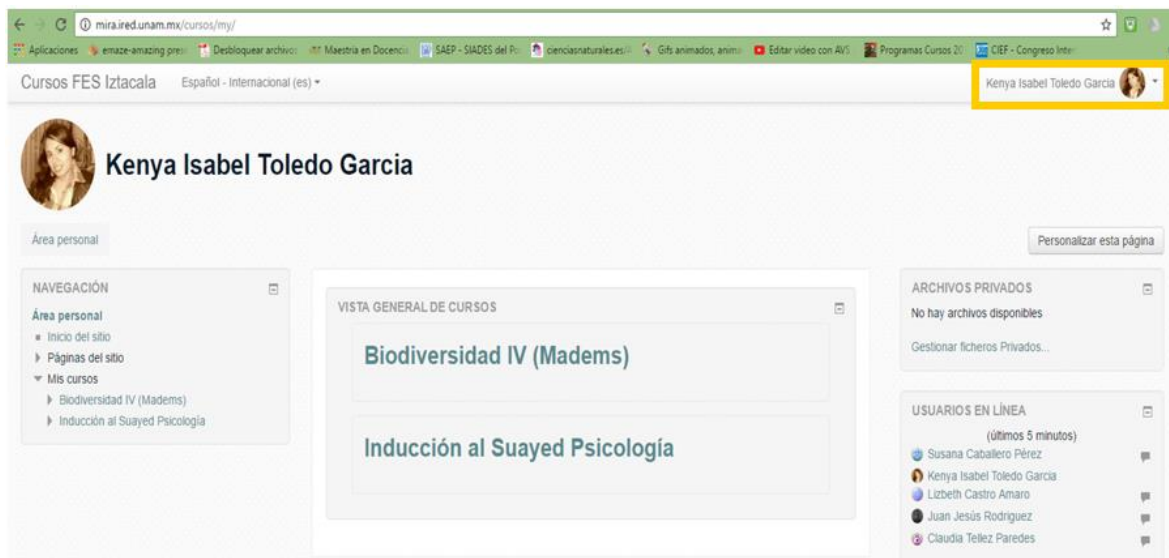 mira.ired.unam.mx/cursos/my/
Aplicaciones emaze-amazing pres Desbloquear archivos Maestria en Docencia SAEP - SIADES del Po cienciasnaturales.es/ Gifs animados, anima Editar video con AVS Programas Cursos 20 CIEF - Congreso Inte
Cursos FES Iztacala Español - Internacional (es) Kenya Isabel Toledo Garcia
Kenya Isabel Toledo Garcia
Área personal Personalizar esta página
NAVEGACIÓN
Área personal
Inicio del sitio
Páginas del sitio
Mis cursos
Biodiversidad IV (Madems)
Inducción al Suayed Psicología
VISTA GENERAL DE CURSOS
Biodiversidad IV (Madems)
Inducción al Suayed Psicología
ARCHIVOS PRIVADOS
No hay archivos disponibles
Gestionar ficheros Privados...
USUARIOS EN LÍNEA
(últimos 5 minutos)
Susana Caballero Pérez
Kenya Isabel Toledo Garcia
Lizbeth Castro Amaro
Juan Jesús Rodriguez
Claudia Tellez Paredes